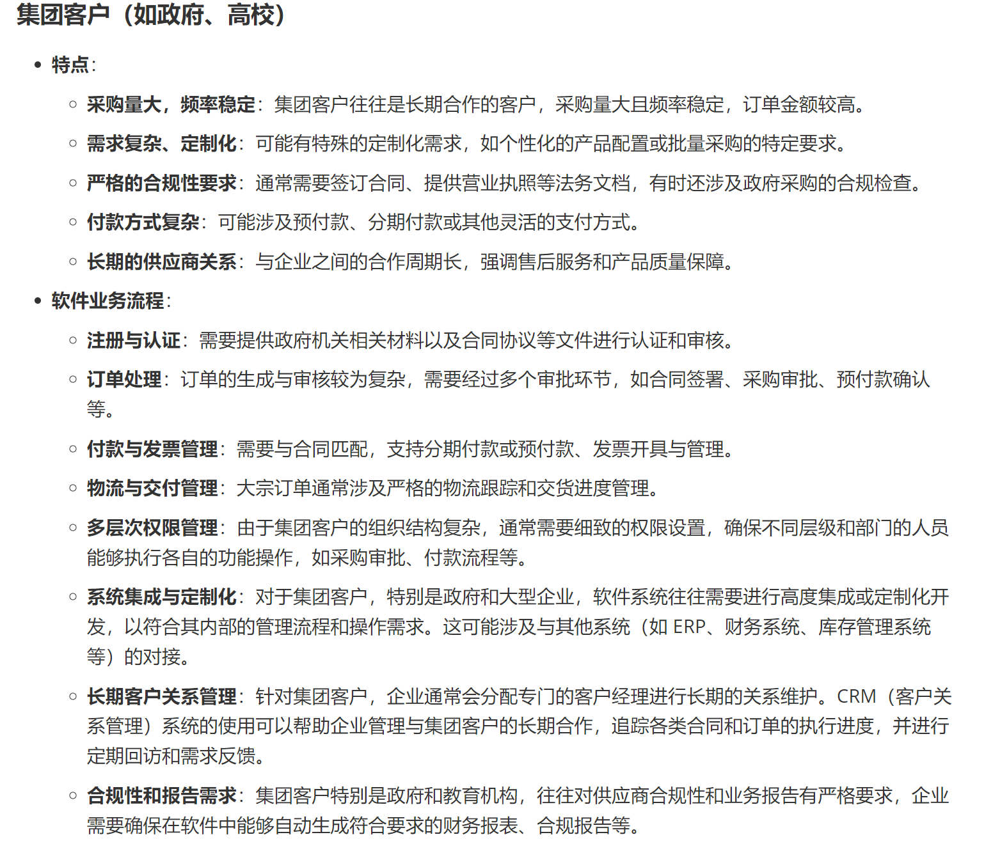 集团客户（如政府、高校）
特点：
采购量大，频率稳定：集团客户往往是长期合作的客户，采购量大且频率稳定，订单金额较高。
需求复杂、定制化：可能有特殊的定制化需求，如个性化的产品配置或批量采购的特定要求。
严格的合规性要求：通常需要签订合同、提供营业执照等法务文档，有时还涉及政府采购的合规检查。
付款方式复杂：可能涉及预付款、分期付款或其他灵活的支付方式。
长期的供应商关系：与企业之间的合作周期长，强调售后服务和产品质量保障。
软件业务流程：
注册与认证：需要提供政府机关相关材料以及合同协议等文件进行认证和审核。
订单处理：订单的生成与审核较为复杂，需要经过多个审批环节，如合同签署、采购审批、预付款确认
等。
付款与发票管理：需要与合同匹配，支持分期付款或预付款、发票开具与管理。
物流与交付管理：大宗订单通常涉及严格的物流跟踪和交货进度管理。
多层次权限管理：由于集团客户的组织结构复杂，通常需要细致的权限设置，确保不同层级和部门的人员
能够执行各自的功能操作，如采购审批、付款流程等。
系统集成与定制化：对于集团客户，特别是政府和大型企业，软件系统往往需要进行高度集成或定制化开
发，以符合其内部的管理流程和操作需求。这可能涉及与其他系统（如 ERP、财务系统、库存管理系统
等）的对接。
长期客户关系管理：针对集团客户，企业通常会分配专门的客户经理进行长期的关系维护。CRM（客户关
系管理）系统的使用可以帮助企业管理与集团客户的长期合作，追踪各类合同和订单的执行进度，并进行
定期回访和需求反馈。
合规性和报告需求：集团客户特别是政府和教育机构，往往对供应商合规性和业务报告有严格要求，企业
需要确保在软件中能够自动生成符合要求的财务报表、合规报告等。